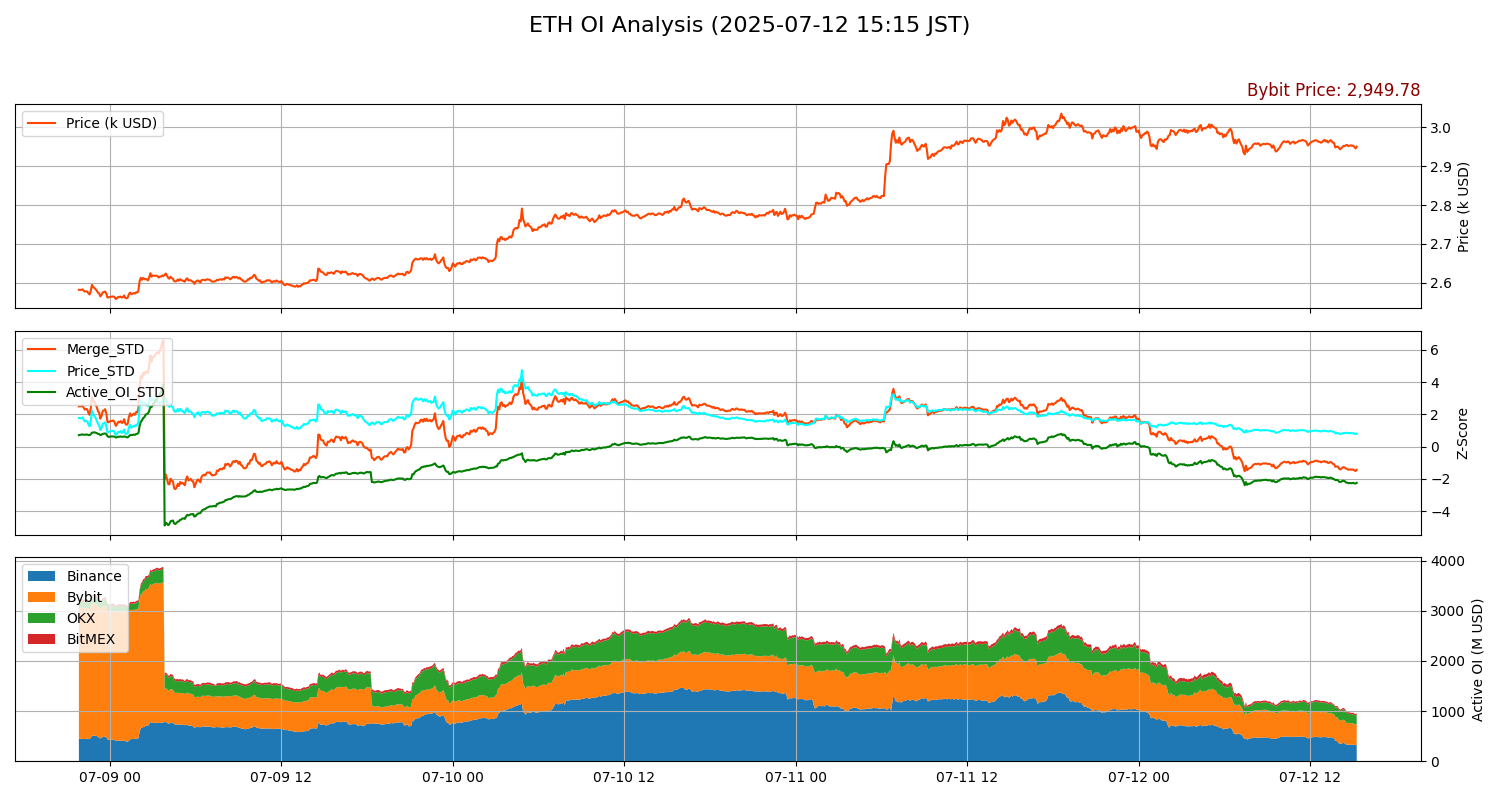 ETH OI Analysis (2025-07-12 15:15 JST)
Bybit Price: 2,949.78
Price (k USD)
3.0
2.9
2.8
2.7
2.6
Price (k USD)
Merge_STD
Price_STD
Active_OI_STD
6
4
2
0
−2
−4
Z-Score
Binance
Bybit
OKX
BitMEX
4000
3000
2000
1000
0
Active OI (M USD)
07-09 00
07-09 12
07-10 00
07-10 12
07-11 00
07-11 12
07-12 00
07-12 12